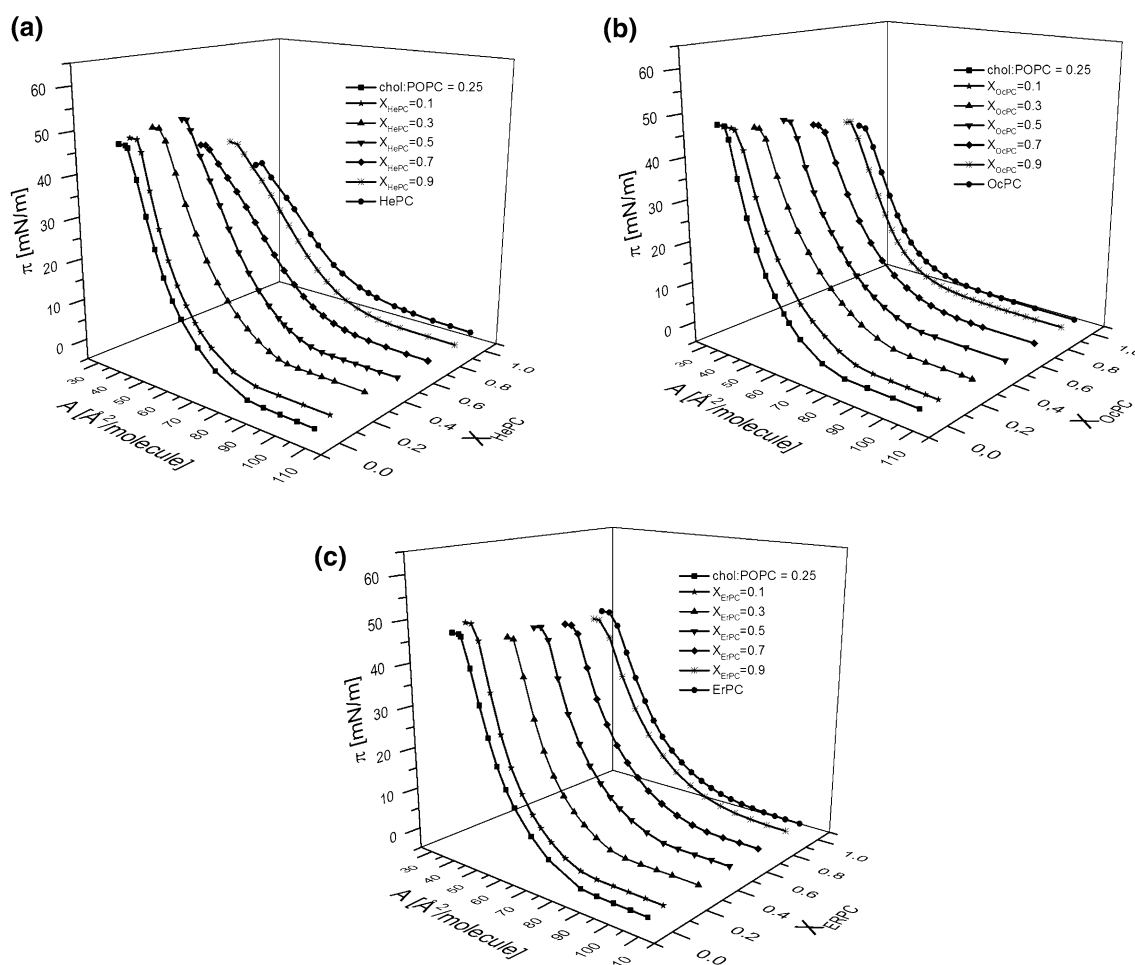 (a)
chol:POPC = 0.25
X_HePC=0.1
X_HePC=0.3
X_HePC=0.5
X_HePC=0.7
X_HePC=0.9
HePC
60
50
40
30
20
10
0
π [mN/m]
30
40
50
60
70
80
90
100
110
A [Å²/molecule]
0.0
0.2
0.4
0.6
0.8
1.0
X_HePC
(b)
chol:POPC = 0.25
X_OcPC=0.1
X_OcPC=0.3
X_OcPC=0.5
X_OcPC=0.7
X_OcPC=0.9
OcPC
60
50
40
30
20
10
0
π [mN/m]
30
40
50
60
70
80
90
100
110
A [Å²/molecule]
0,0
0,2
0,4
0.6
0.8
1.0
X_OcPC
(c)
chol:POPC = 0.25
X_ErPC=0.1
X_ErPC=0.3
X_ErPC=0.5
X_ErPC=0.7
X_ErPC=0.9
ErPC
60
50
40
30
20
10
0
π [mN/m]
30
40
50
60
70
80
90
100
10
A [Å²/molecule]
0.0
0.2
0.4
0.6
0.8
1.0
X_ERPC